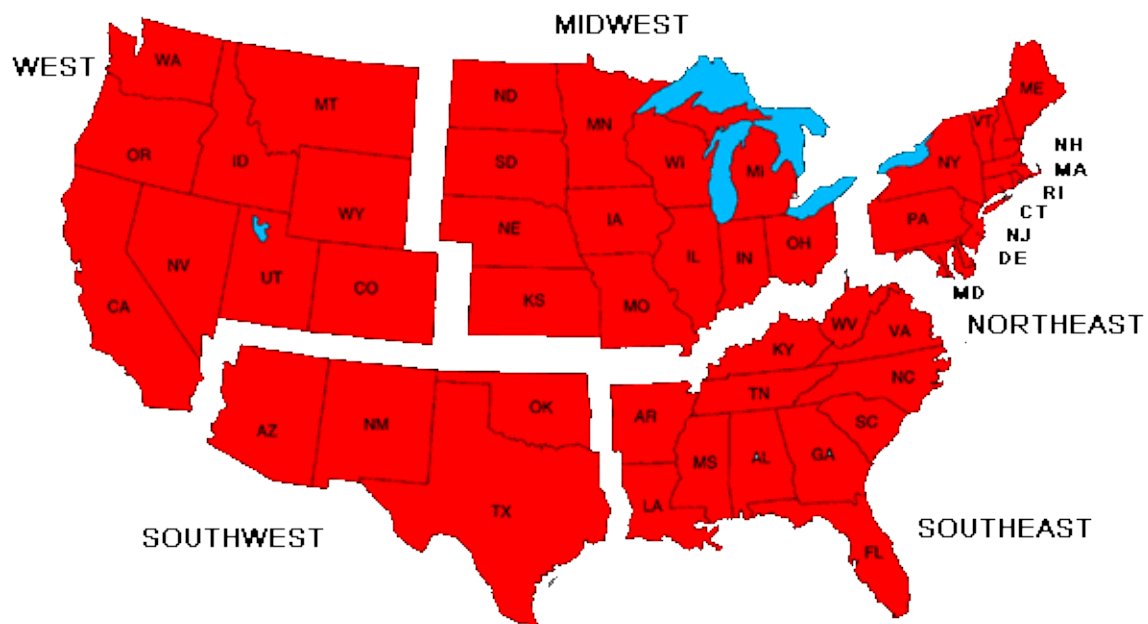 MIDWEST
WEST
WA
MT
ND
MN
ME
VT
NH
OR
ID
SD
WI
MI
NY
MA
RI
WY
IA
PA
CT
NE
NJ
NV
UT
CO
IL
IN
OH
DE
CA
KS
MO
MD
WV
VA
NORTHEAST
KY
NC
TN
OK
AR
SC
AZ
NM
MS
AL
GA
TX
LA
SOUTHWEST
SOUTHEAST
FL